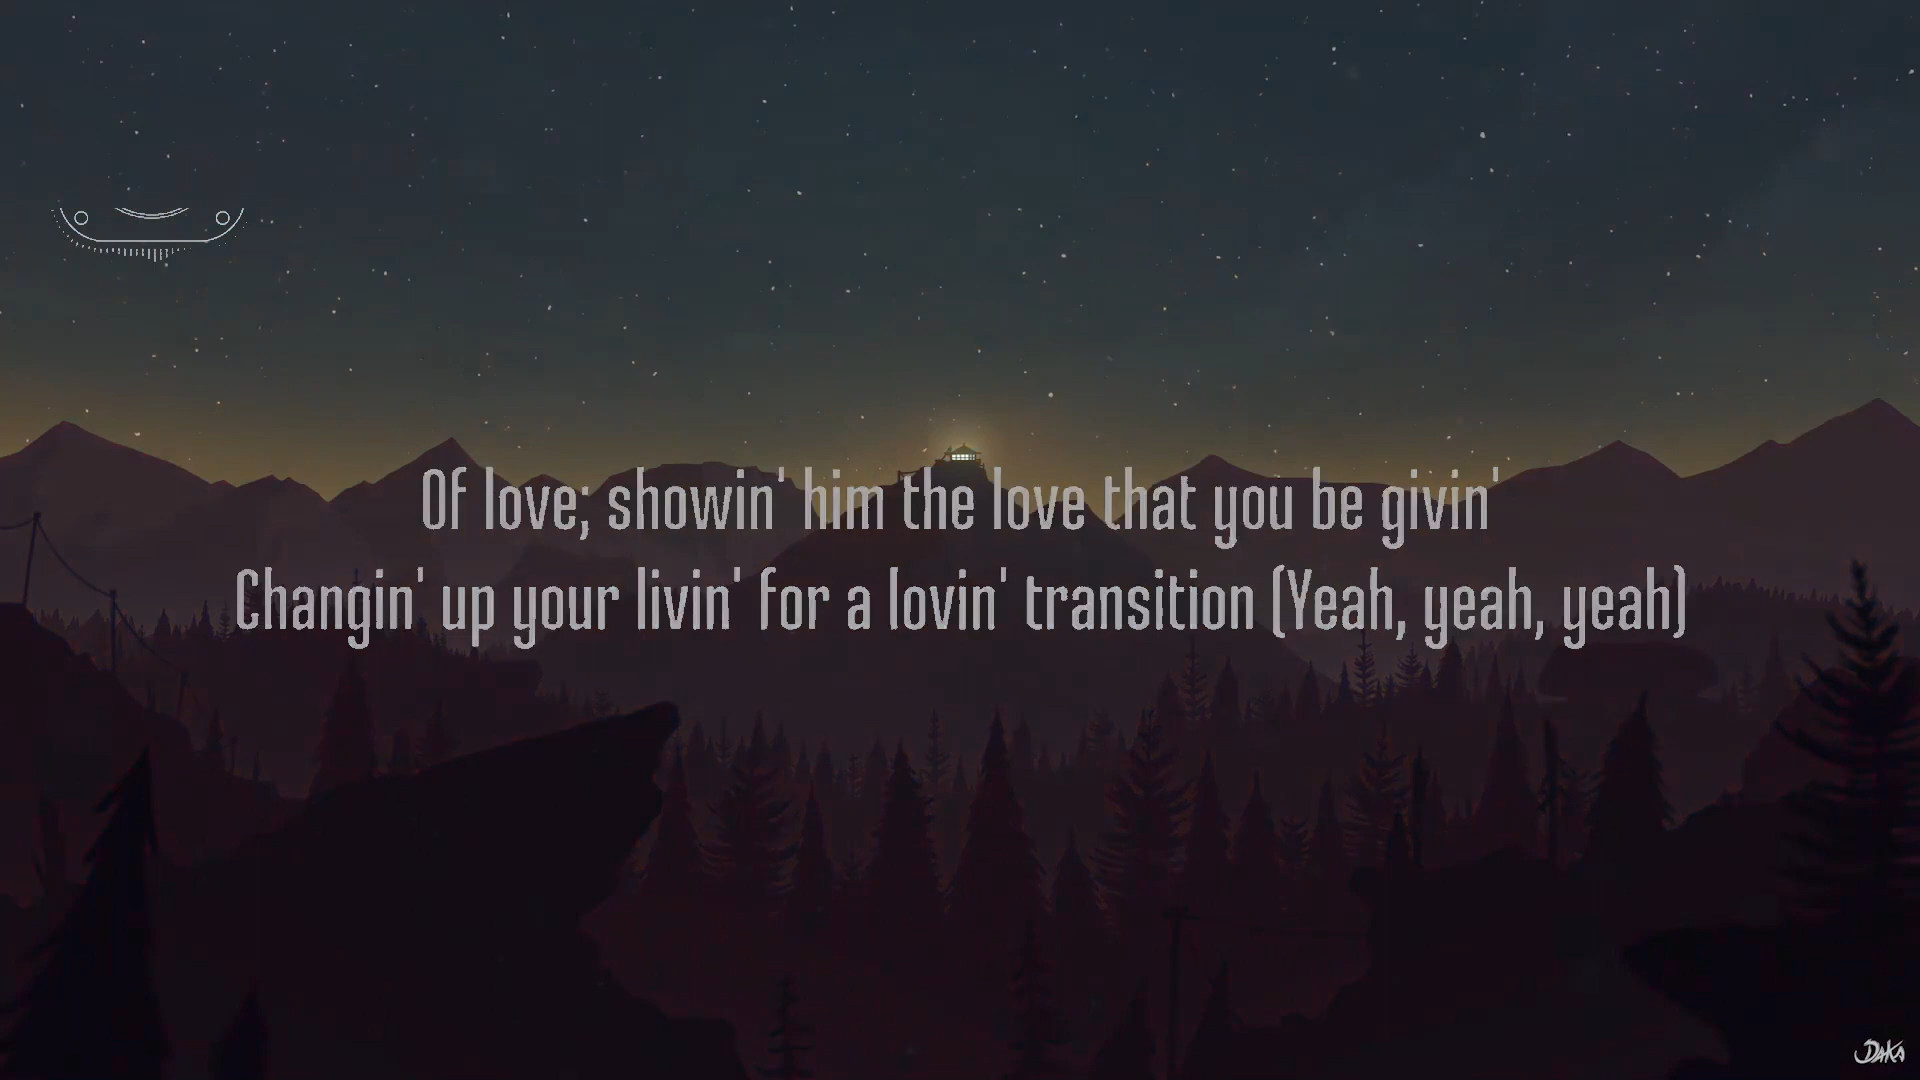 Of love; showin' him the love that you be givin'
Changin' up your livin' for a lovin' transition (Yeah, yeah, yeah)
DAKA